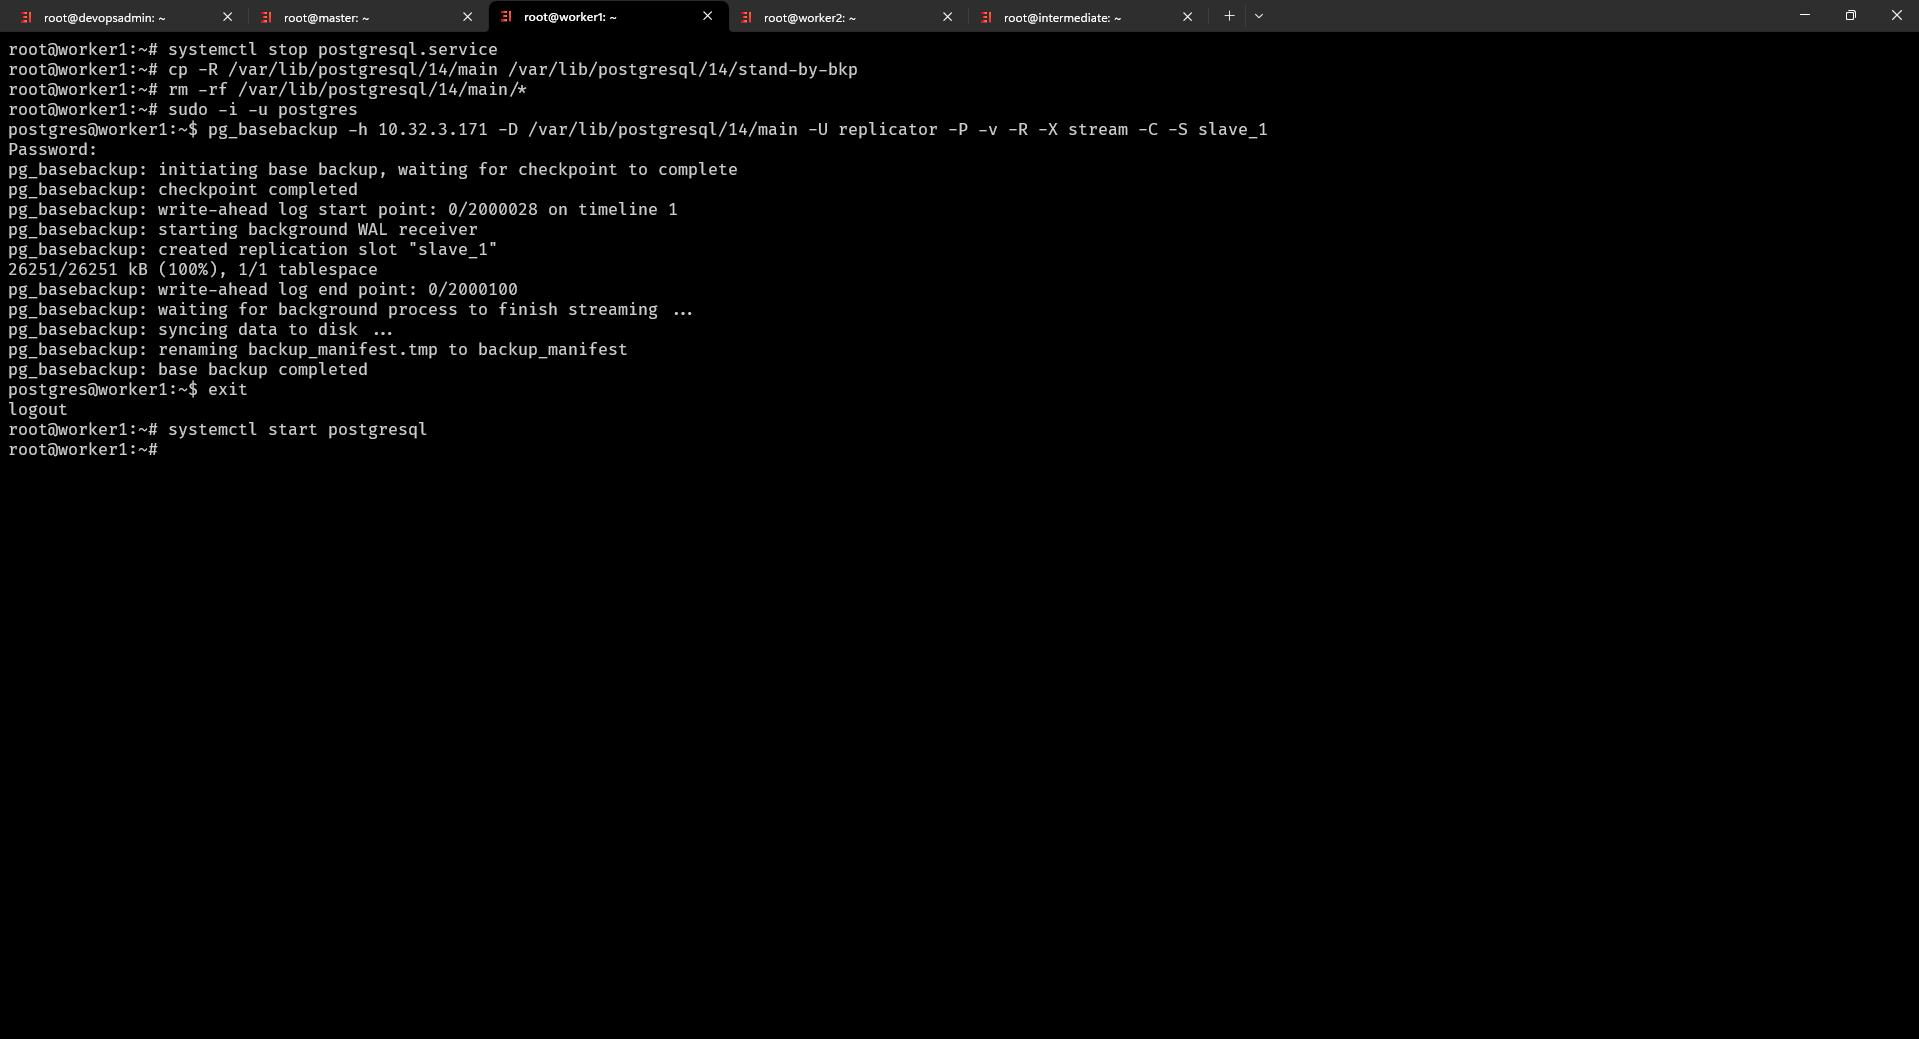 root@devopsadmin: ~
root@master: ~
root@worker1: ~
root@worker2: ~
root@intermediate: ~
root@worker1:~# systemctl stop postgresql.service
root@worker1:~# cp -R /var/lib/postgresql/14/main /var/lib/postgresql/14/stand-by-bkp
root@worker1:~# rm -rf /var/lib/postgresql/14/main/*
root@worker1:~# sudo -i -u postgres
postgres@worker1:~$ pg_basebackup -h 10.32.3.171 -D /var/lib/postgresql/14/main -U replicator -P -v -R -X stream -C -S slave_1
Password:
pg_basebackup: initiating base backup, waiting for checkpoint to complete
pg_basebackup: checkpoint completed
pg_basebackup: write-ahead log start point: 0/2000028 on timeline 1
pg_basebackup: starting background WAL receiver
pg_basebackup: created replication slot "slave_1"
26251/26251 kB (100%), 1/1 tablespace
pg_basebackup: write-ahead log end point: 0/2000100
pg_basebackup: waiting for background process to finish streaming ...
pg_basebackup: syncing data to disk ...
pg_basebackup: renaming backup_manifest.tmp to backup_manifest
pg_basebackup: base backup completed
postgres@worker1:~$ exit
logout
root@worker1:~# systemctl start postgresql
root@worker1:~#